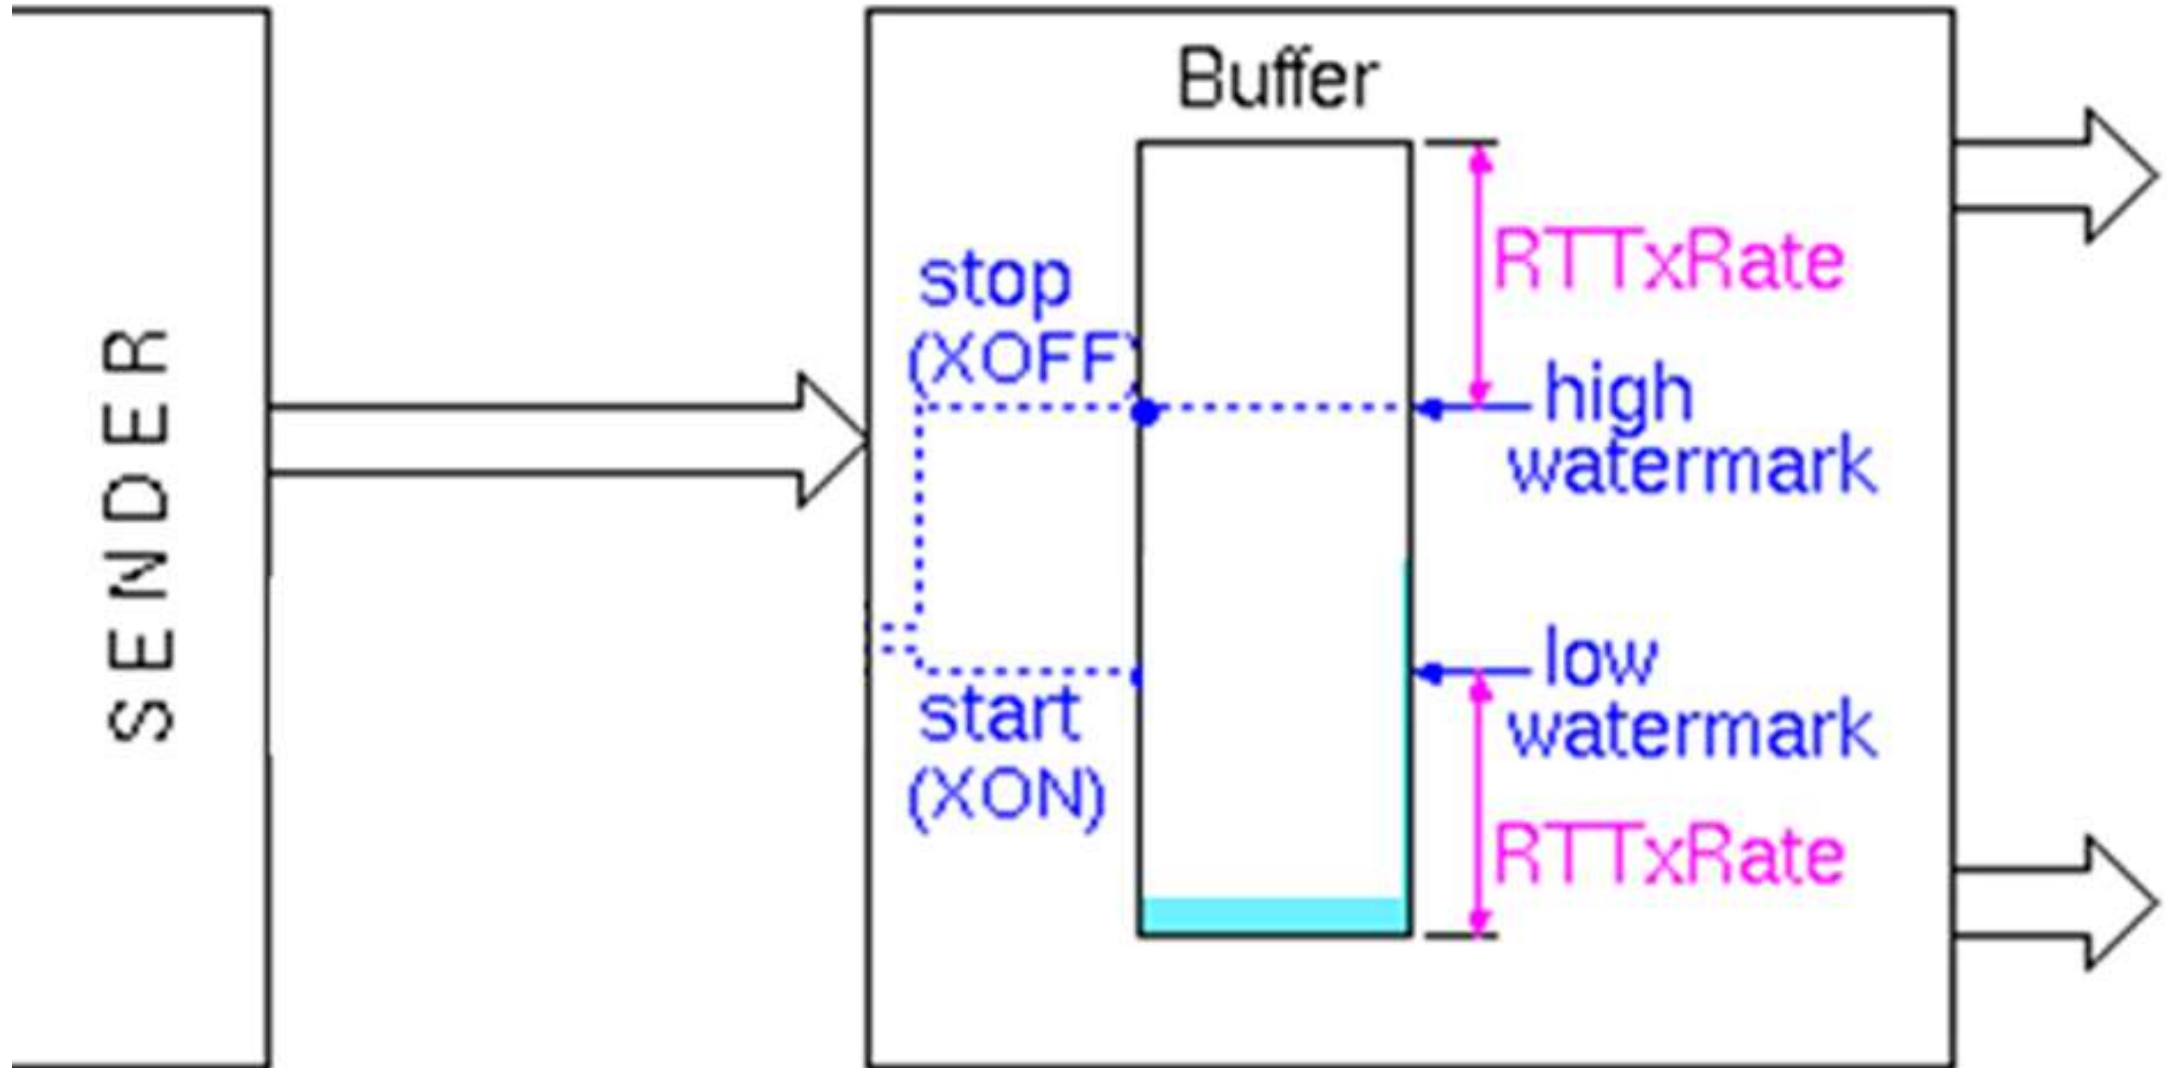 SENDER
Buffer
stop
(XOFF)
RTTxRate
high
watermark
start
(XON)
low
watermark
RTTxRate